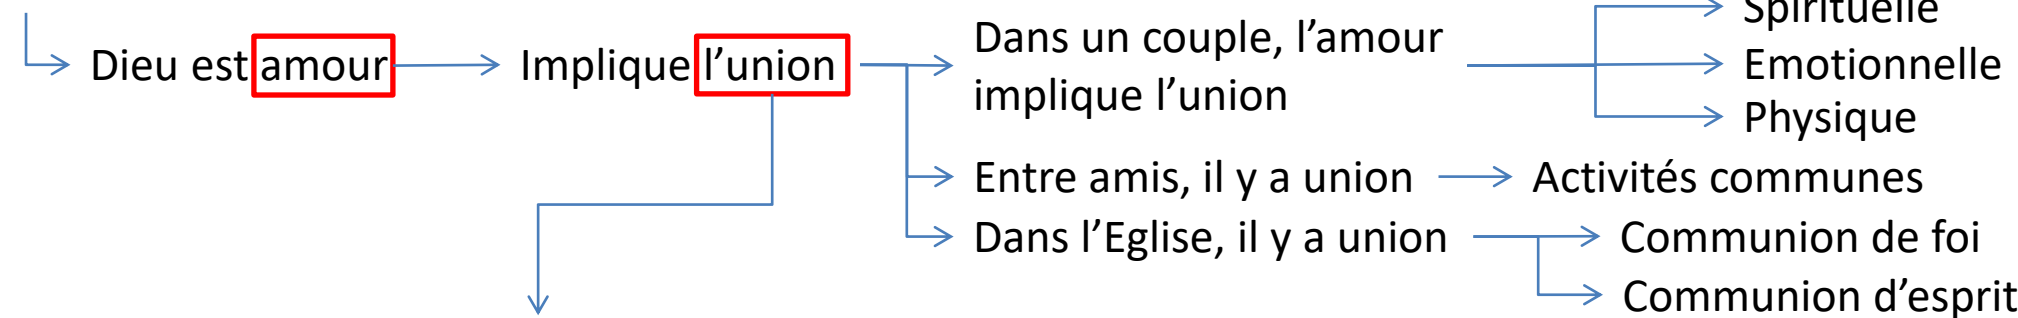 Dieu est amour
Implique l’union
Dans un couple, l’amour
implique l’union
Spirituelle
Emotionnelle
Physique
Entre amis, il y a union
Activités communes
Dans l’Eglise, il y a union
Communion de foi
Communion d’esprit